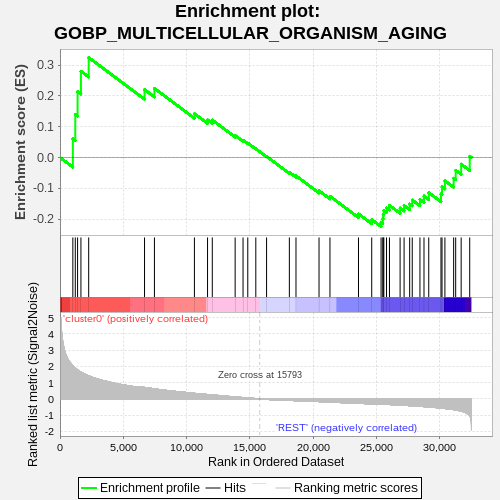 Enrichment plot:
GOBP_MULTICELLULAR_ORGANISM_AGING
Enrichment score (ES)
0.3
0.2
0.1
0.0
-0.1
-0.2
Ranked list metric (Signal2Noise)
5
4
3
2
1
0
-1
-2
'cluster0' (positively correlated)
Zero cross at 15793
'REST' (negatively correlated)
0
5,000
10,000
15,000
20,000
25,000
30,000
Rank in Ordered Dataset
Enrichment profile
Hits
Ranking metric scores